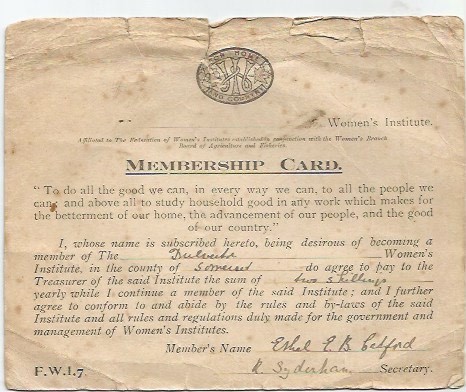 FOR HOME
W I
AND COUNTRY
Women's Institute.
Affiliated to The Federation of Women's Institutes established in conjunction with the Women's Branch
Board of Agriculture and Fisheries.
MEMBERSHIP CARD.
"To do all the good we can, in every way we can, to all the people we
can, and above all to study household good in any work which makes for
the betterment of our home, the advancement of our people, and the good
of our country."
I, whose name is subscribed hereto, being desirous of becoming a
member of The Dulverton Women's
Institute, in the county of Somerset do agree to pay to the
Treasurer of the said Institute the sum of two shillings
yearly while I continue a member of the said Institute; and I further
agree to conform to and abide by the rules and by-laws of the said
Institute and all rules and regulations duly made for the government and
management of Women's Institutes.
Member's Name Ethel E B
Sydenham Secretary.
F.W.I.7.